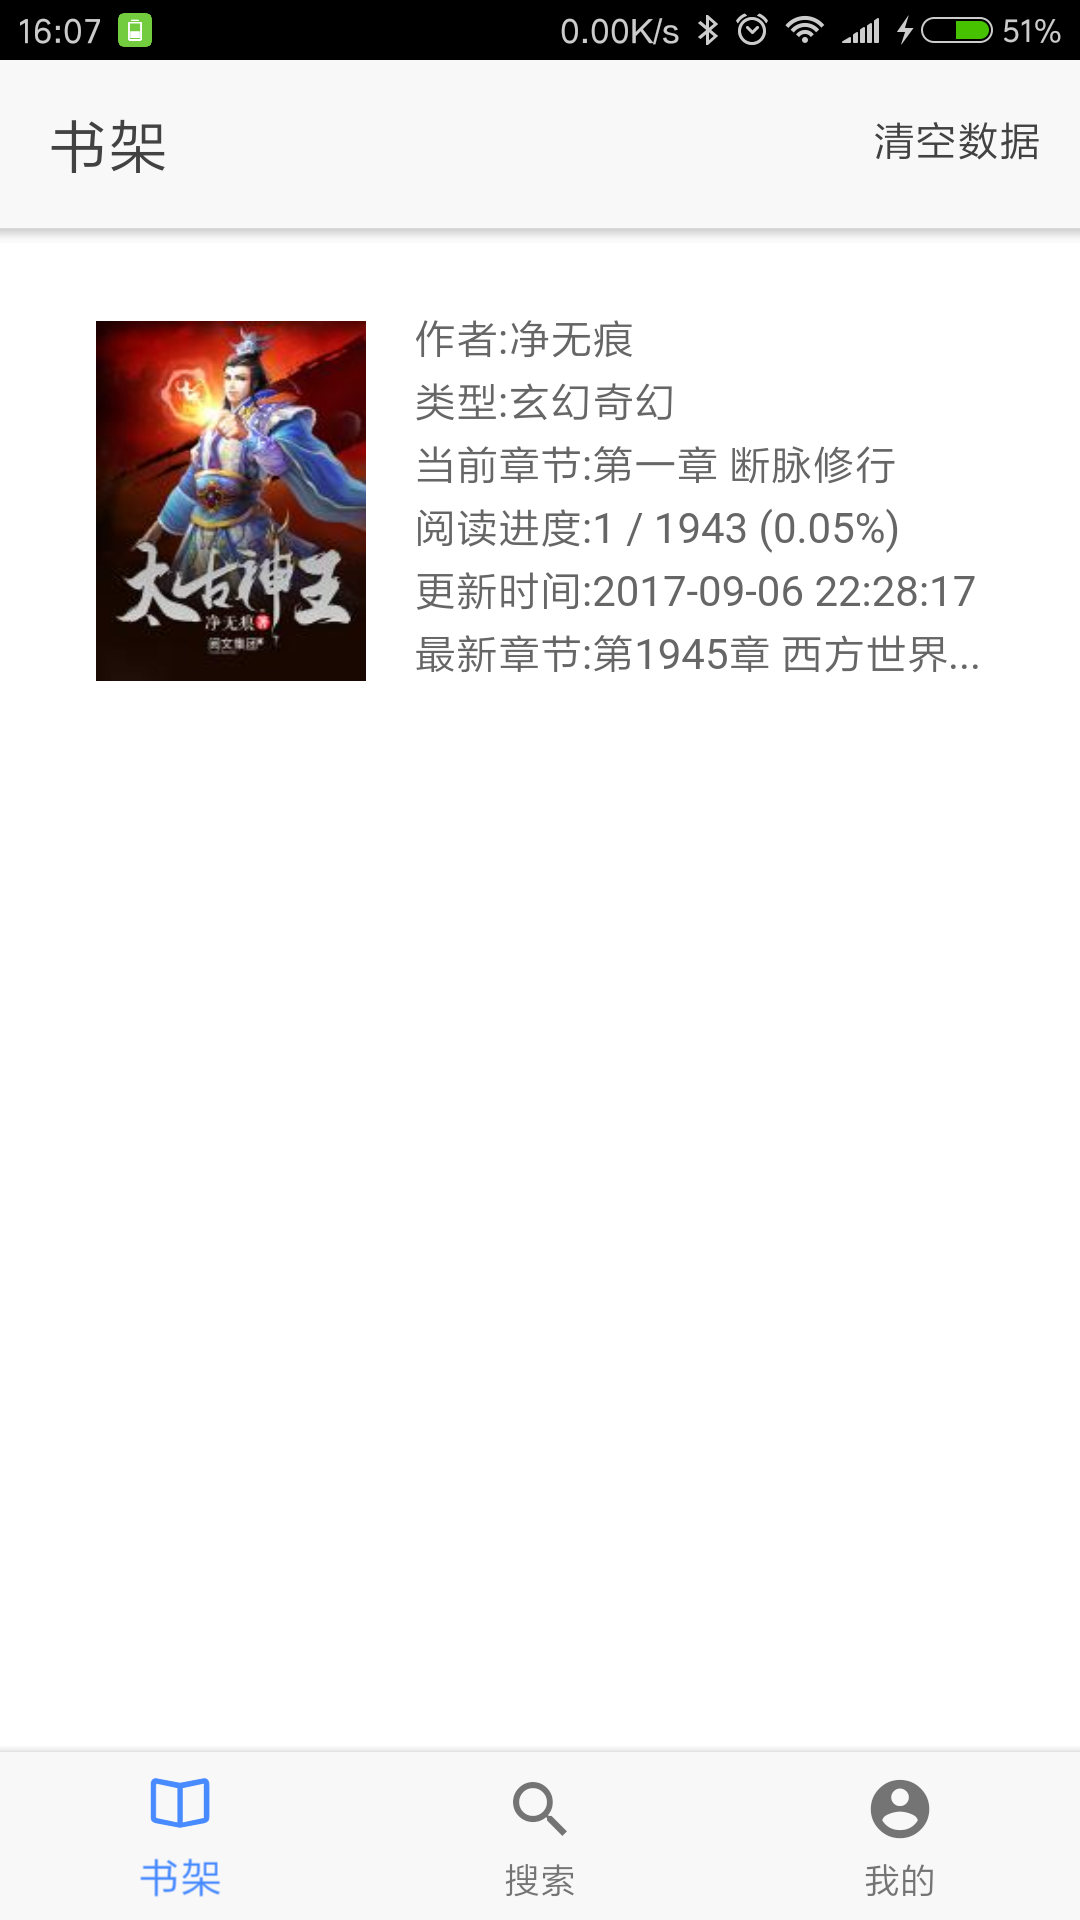 16:07
0.00K/s
51%
书架
清空数据
太古神王
净无痕 著
阅文集团
作者:净无痕
类型:玄幻奇幻
当前章节:第一章 断脉修行
阅读进度:1 / 1943 (0.05%)
更新时间:2017-09-06 22:28:17
最新章节:第1945章 西方世界...
书架
搜索
我的